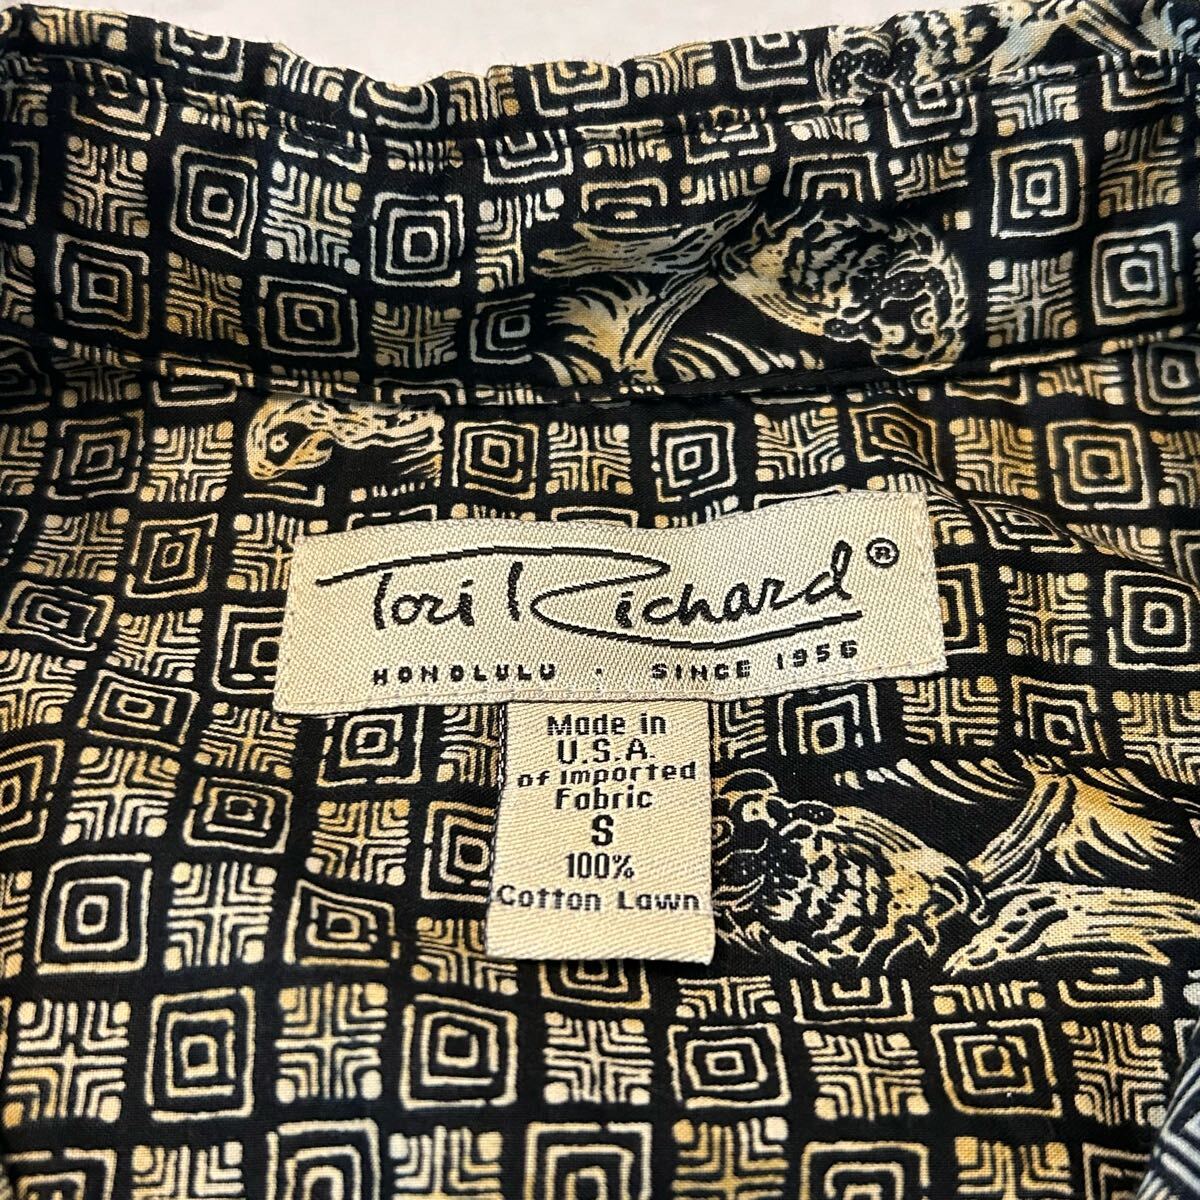 Tori Richard®
HONOLULU · SINCE 1956
Made in
U.S.A.
of imported
Fabric
S
100%
Cotton Lawn